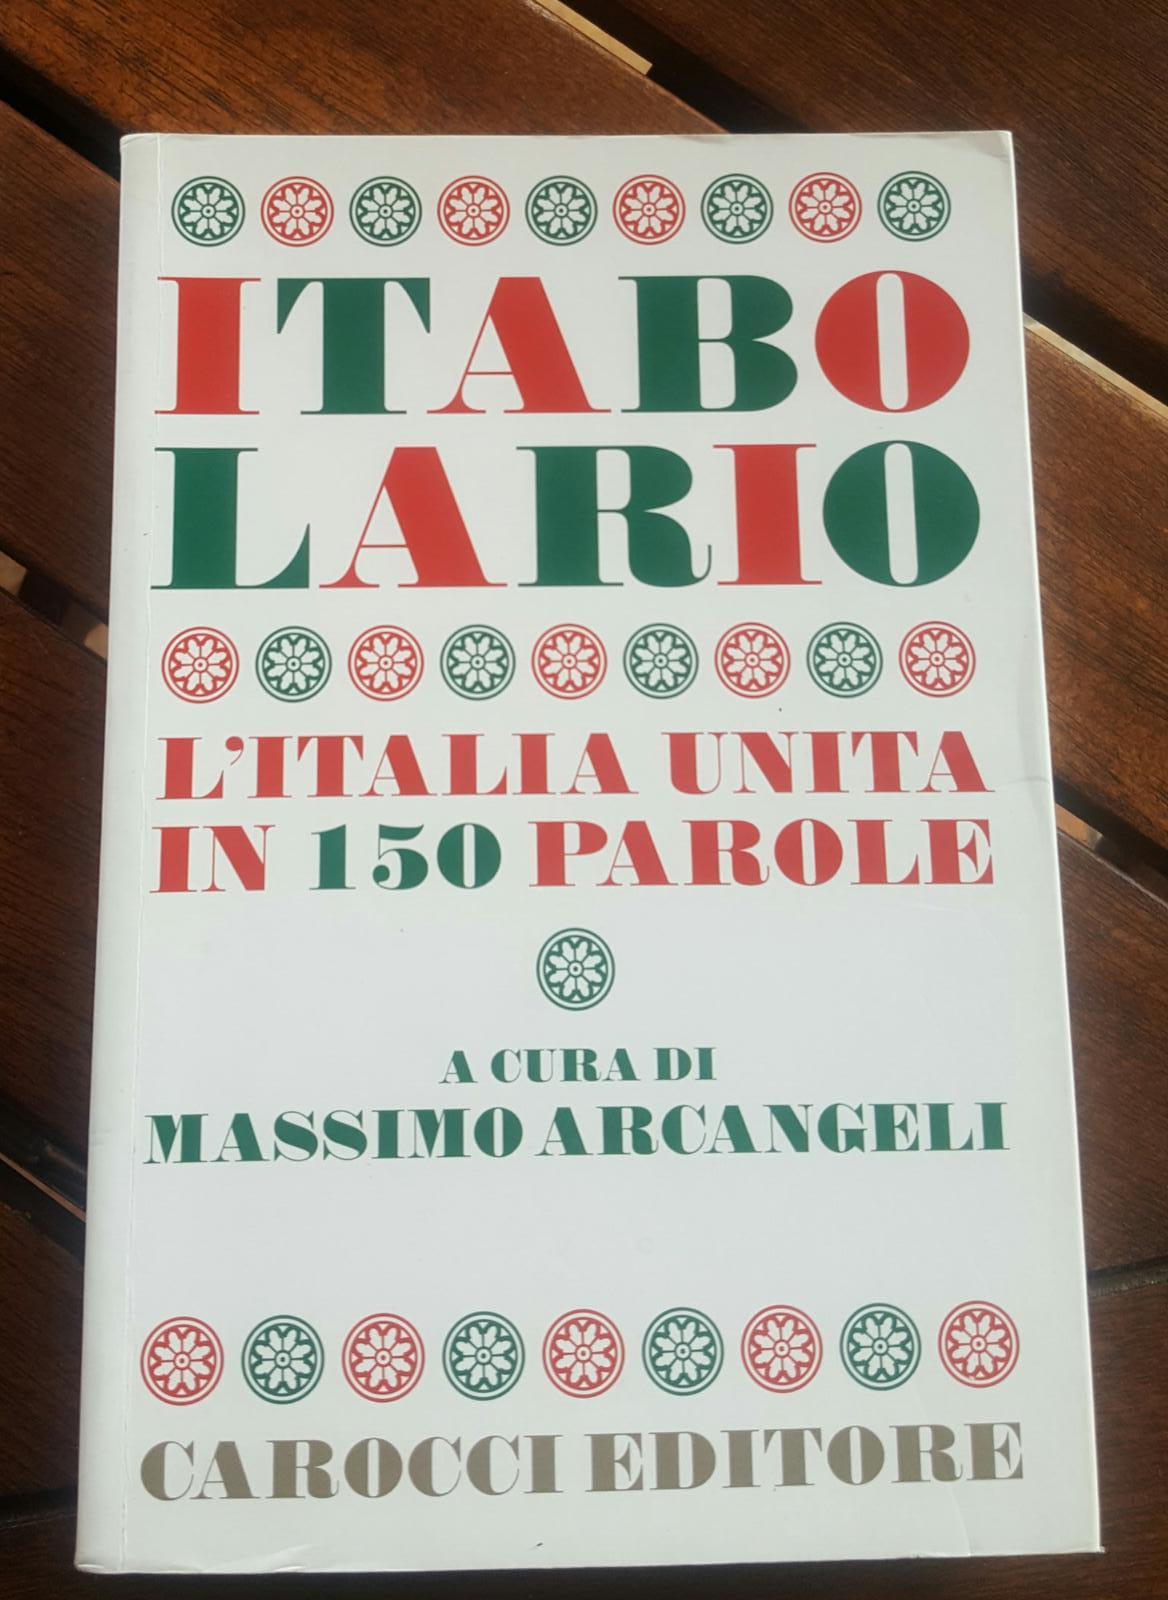 ITABO
LARIO
L'ITALIA UNITA
IN 150 PAROLE
A CURA DI
MASSIMO ARCANGELI
CAROCCI EDITORE